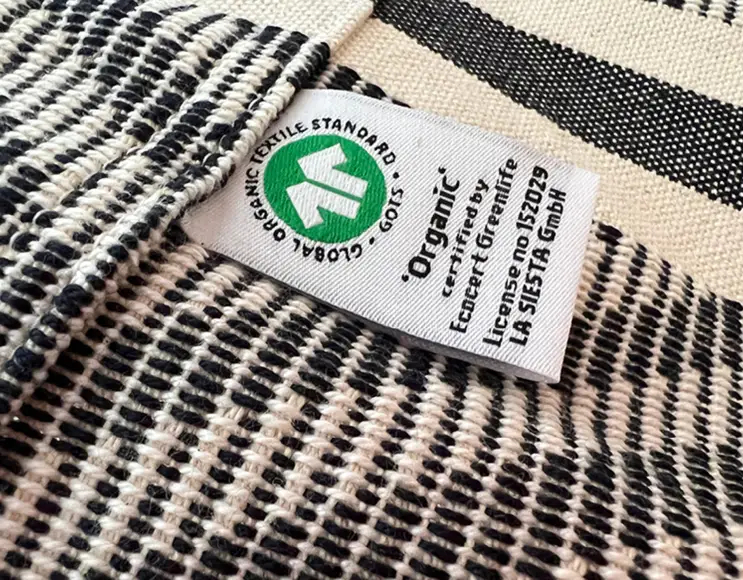 GLOBAL ORGANIC TEXTILE STANDARD • GOTS •
'Organic'
certified by
Ecocert Greenlife
License no 152029
LA SIESTA GmbH